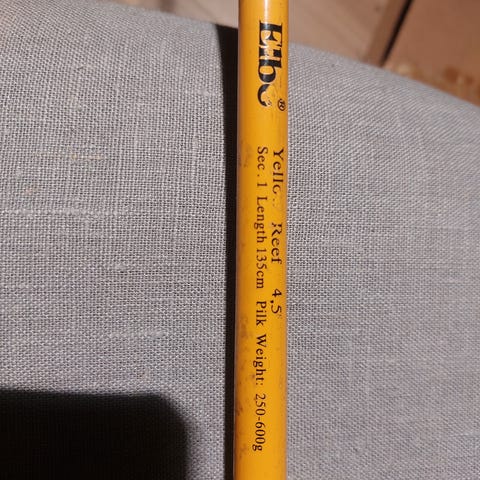 Elbe®
Reef 4,5'
Sec. 1 Length 135cm Pilk Weight: 250-600g